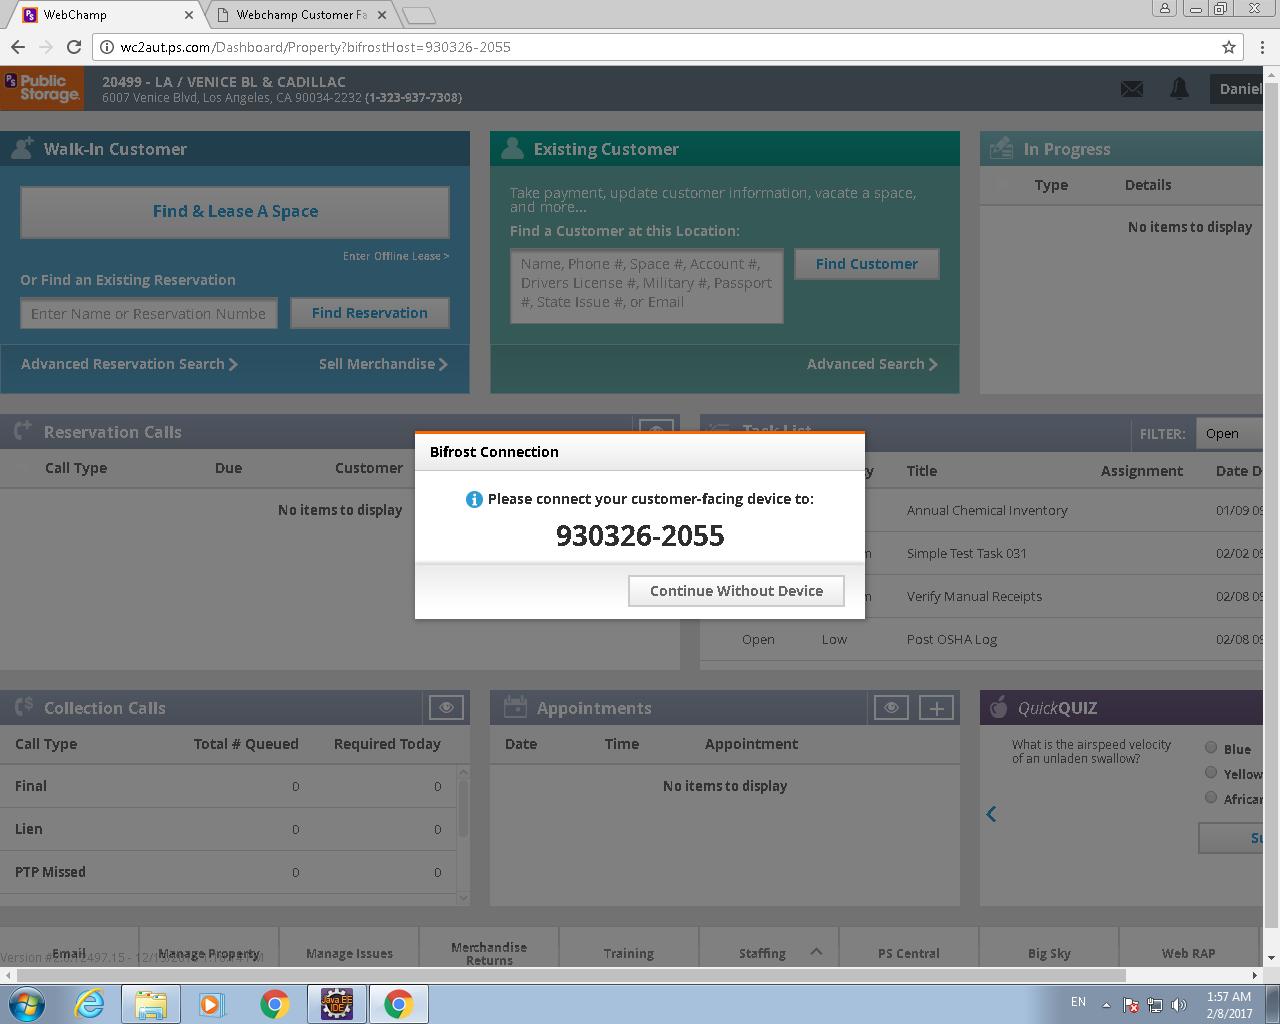 WebChamp
Webchamp Customer Fa
wc2aut.ps.com/Dashboard/Property?bifrostHost=930326-2055
Public
Storage.
20499 - LA / VENICE BL & CADILLAC
6007 Venice Blvd, Los Angeles, CA 90034-2232 (1-323-937-7308)
Daniel
Walk-In Customer
Find & Lease A Space
Enter Offline Lease >
Or Find an Existing Reservation
Enter Name or Reservation Numbe
Find Reservation
Advanced Reservation Search
Sell Merchandise
Existing Customer
Take payment, update customer information, vacate a space,
and more...
Find a Customer at this Location:
Name, Phone #, Space #, Account #,
Drivers License #, Military #, Passport
#, State Issue #, or Email
Find Customer
Advanced Search
In Progress
Type Details
No items to display
Reservation Calls
Call Type Due Customer
No items to display
Task List
FILTER: Open
Title Assignment Date D
Annual Chemical Inventory 01/09 09
Simple Test Task 031 02/02 09
Verify Manual Receipts 02/08 09
Open Low Post OSHA Log 02/08 09
Bifrost Connection
Please connect your customer-facing device to:
930326-2055
Continue Without Device
Collection Calls
Call Type Total # Queued Required Today
Final 0 0
Lien 0 0
PTP Missed 0 0
Appointments
Date Time Appointment
No items to display
QuickQUIZ
What is the airspeed velocity
of an unladen swallow?
Blue
Yellow
African
Email
Manage Property
Manage Issues
Merchandise
Returns
Training
Staffing
PS Central
Big Sky
Web RAP
Java EE
IDE
EN
1:57 AM
2/8/2017